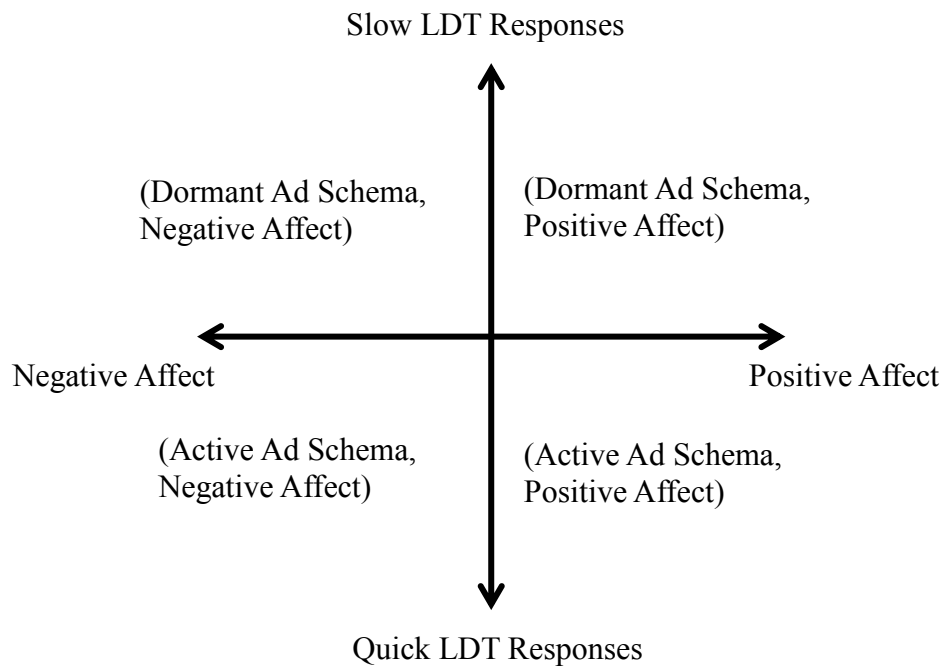 Slow LDT Responses
(Dormant Ad Schema,
Negative Affect)
(Dormant Ad Schema,
Positive Affect)
Negative Affect
Positive Affect
(Active Ad Schema,
Negative Affect)
(Active Ad Schema,
Positive Affect)
Quick LDT Responses